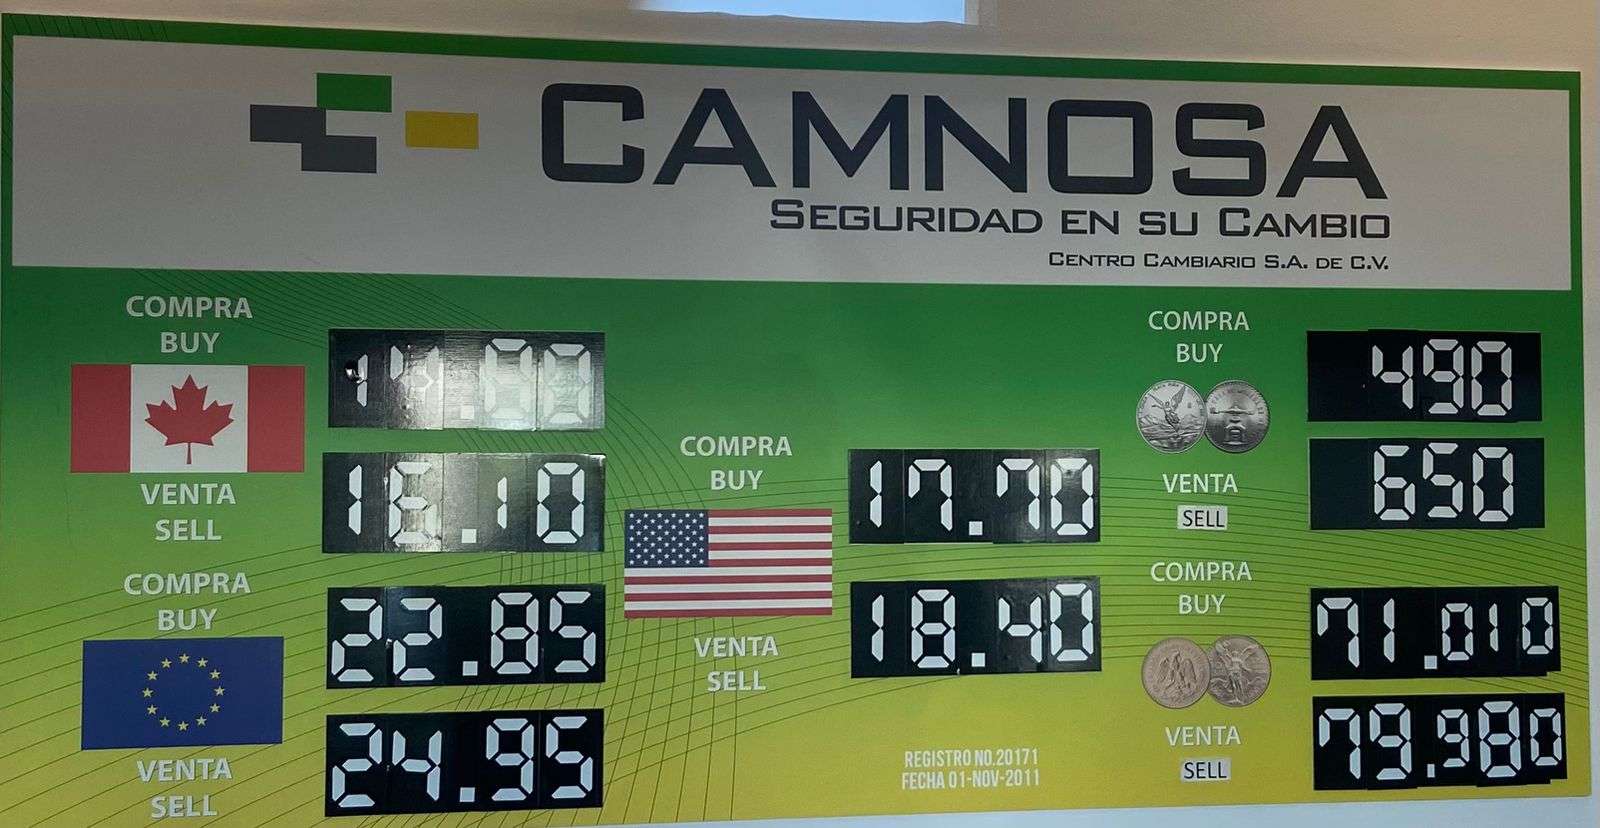 CAMNOSA
SEGURIDAD EN SU CAMBIO
CENTRO CAMBIARIO S.A. DE C.V.
COMPRA
BUY
VENTA
SELL
16.10
COMPRA
BUY
22.85
VENTA
SELL
24.95
COMPRA
BUY
17.70
VENTA
SELL
18.40
REGISTRO NO.20171
FECHA 01-NOV-2011
COMPRA
BUY
490
VENTA
SELL
650
COMPRA
BUY
71.010
VENTA
SELL
79.980